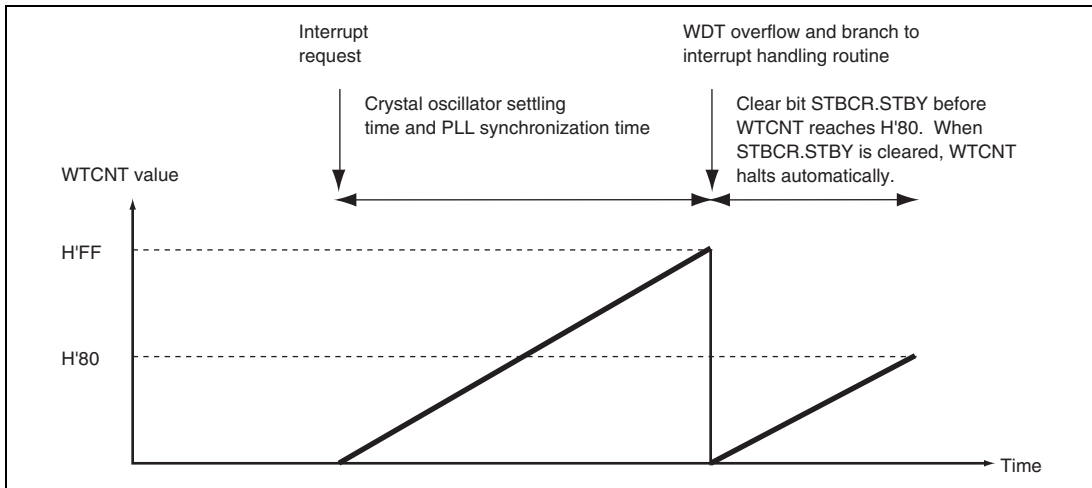 Interrupt
request
WDT overflow and branch to
interrupt handling routine
Crystal oscillator settling
time and PLL synchronization time
Clear bit STBCR.STBY before
WTCNT reaches H'80.  When
STBCR.STBY is cleared, WTCNT
halts automatically.
WTCNT value
H'FF
H'80
Time